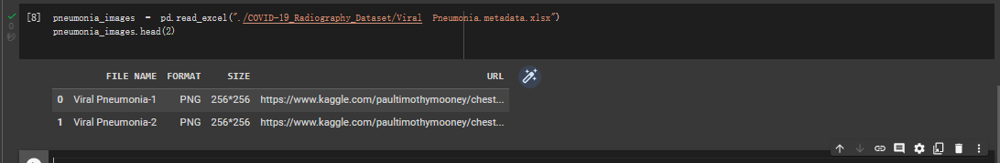 [8] pneumonia_images = pd.read_excel("./COVID-19_Radiography_Dataset/Viral Pneumonia.metadata.xlsx")
0 pneumonia_images.head(2)
FILE NAME FORMAT SIZE URL
0 Viral Pneumonia-1 PNG 256*256 https://www.kaggle.com/paultimothymooney/chest...
1 Viral Pneumonia-2 PNG 256*256 https://www.kaggle.com/paultimothymooney/chest...